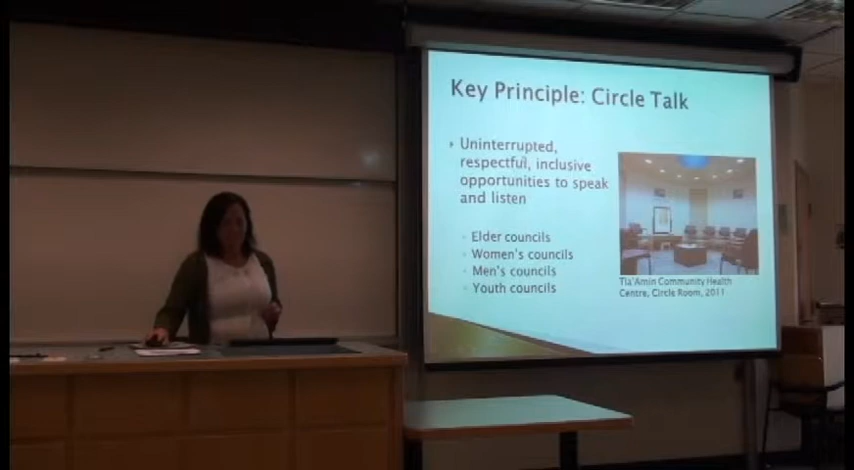 Key Principle: Circle Talk
Uninterrupted,
respectful, inclusive
opportunities to speak
and listen
Elder councils
Women's councils
Men's councils
Youth councils
Tla'Amin Community Health
Centre, Circle Room, 2011